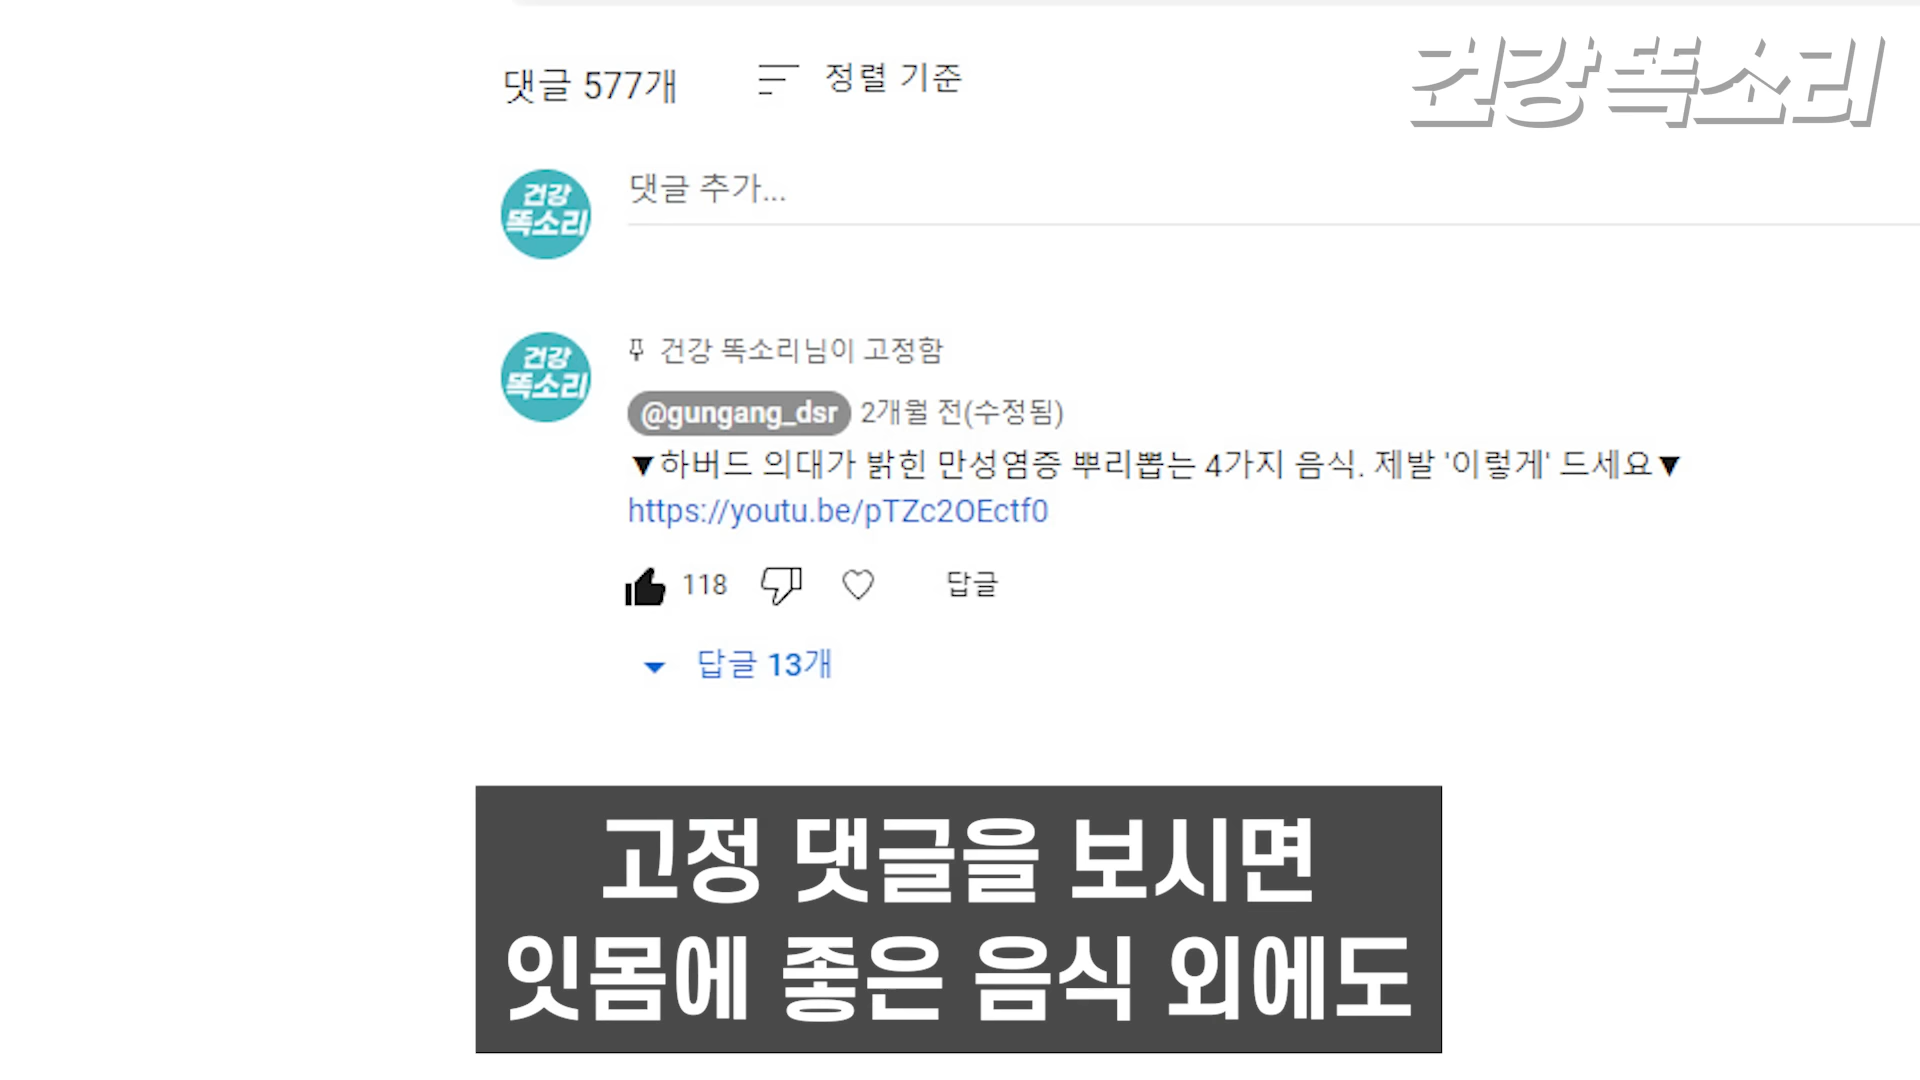 댓글 577개
정렬 기준
건강 똑소리
건강
똑소리
댓글 추가...
건강
똑소리
건강 똑소리님이 고정함
@gungang_dsr 2개월 전(수정됨)
▼하버드 의대가 밝힌 만성염증 뿌리뽑는 4가지 음식. 제발 '이렇게' 드세요▼
https://youtu.be/pTZc2OEctf0
118
답글
답글 13개
고정 댓글을 보시면
잇몸에 좋은 음식 외에도